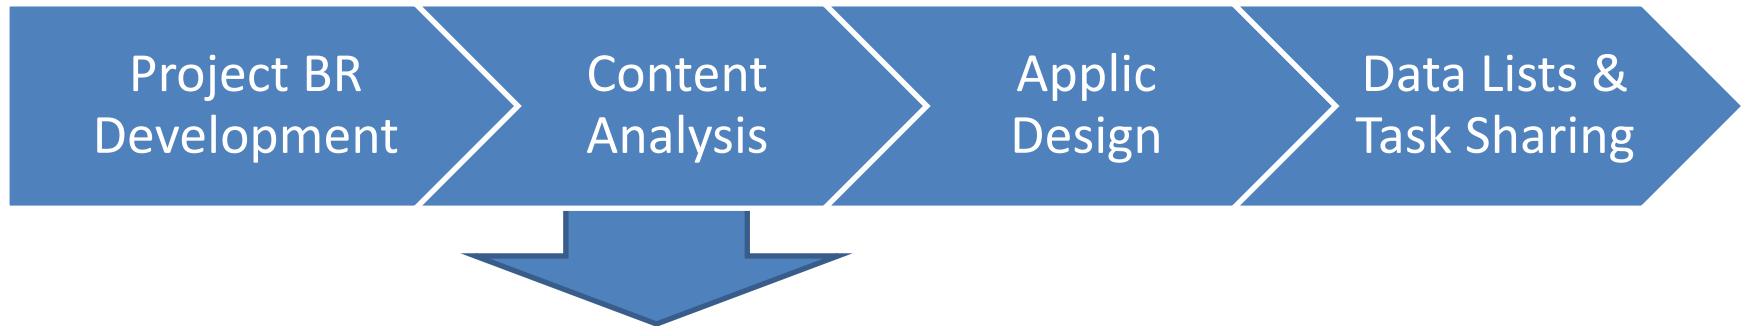 Project BR
Development
Content
Analysis
Applic
Design
Data Lists &
Task Sharing